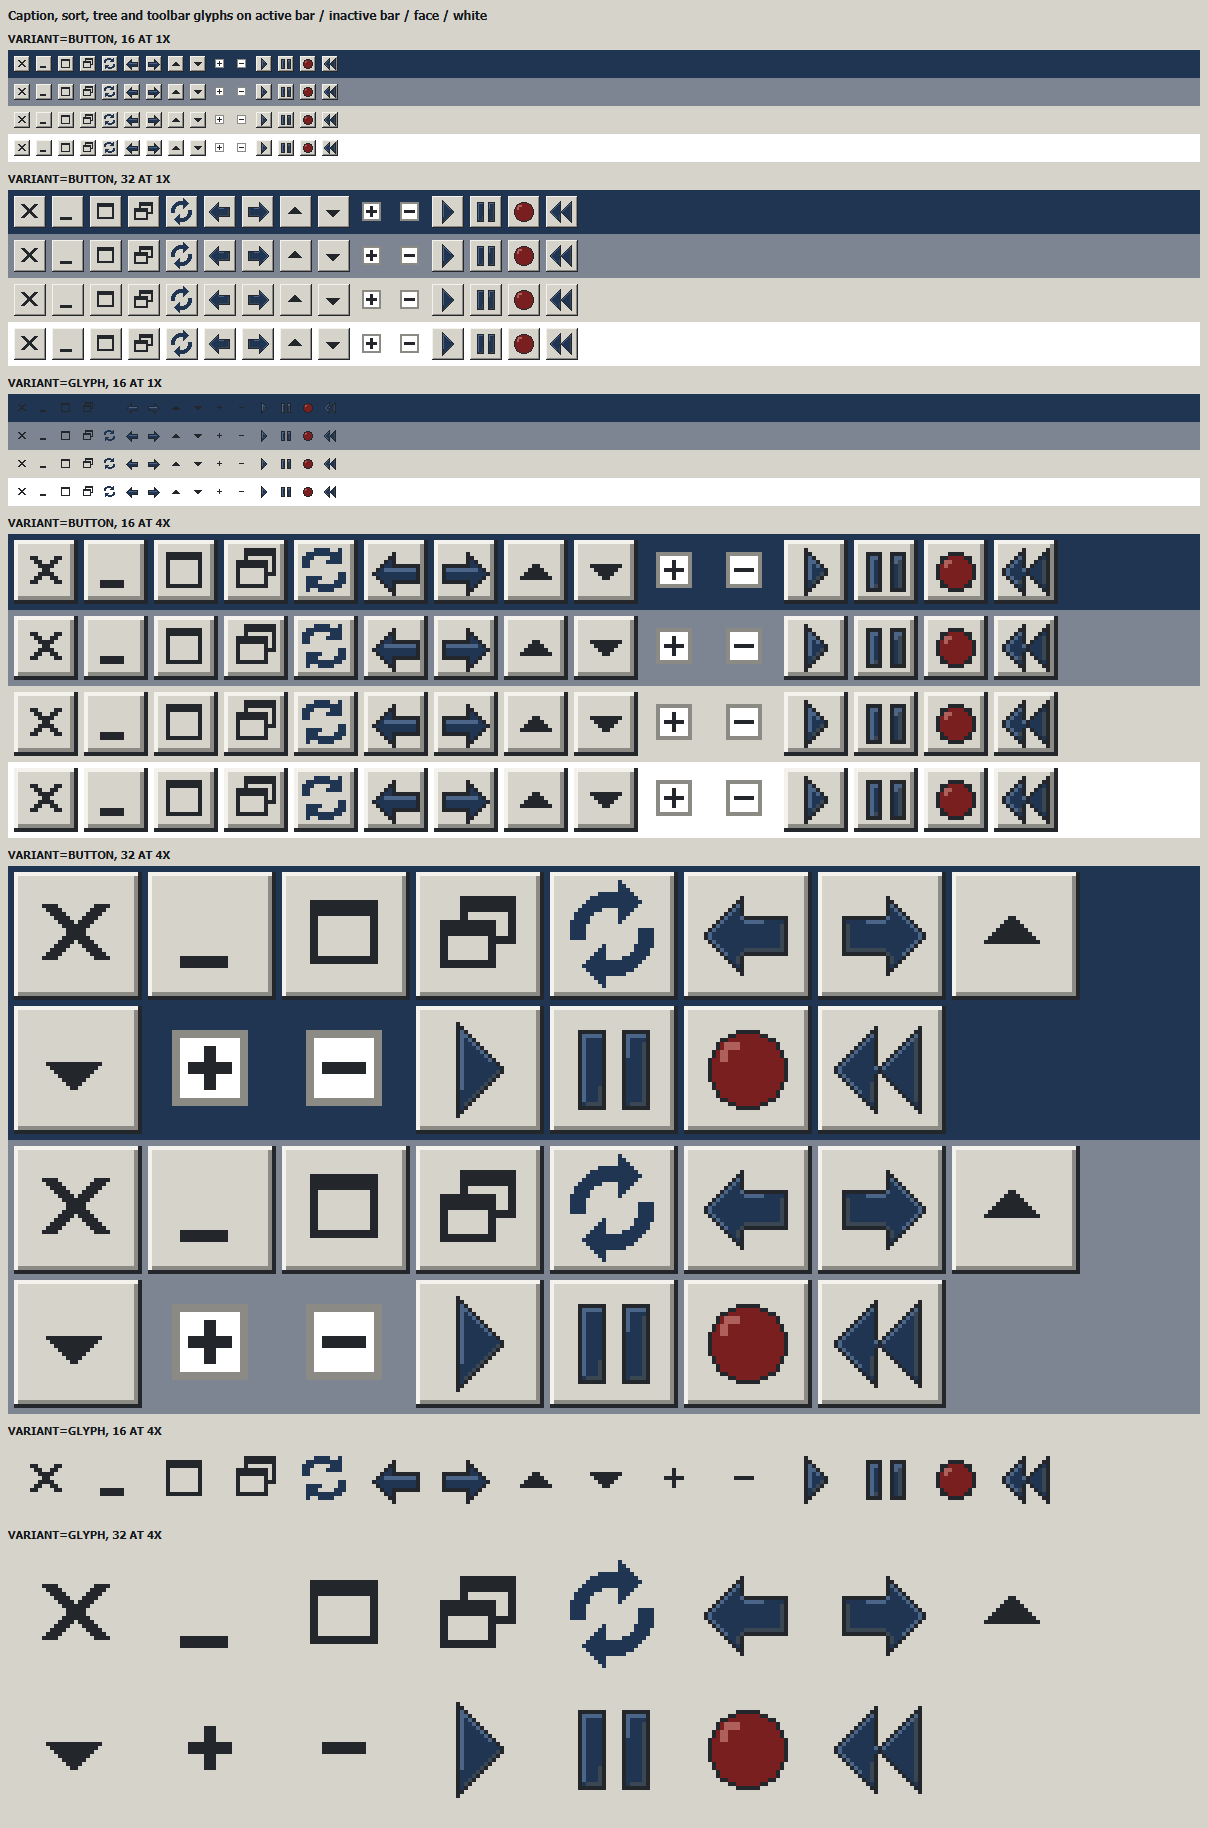 Caption, sort, tree and toolbar glyphs on active bar / inactive bar / face / white
VARIANT=BUTTON, 16 AT 1X
VARIANT=BUTTON, 32 AT 1X
VARIANT=GLYPH, 16 AT 1X
VARIANT=BUTTON, 16 AT 4X
VARIANT=BUTTON, 32 AT 4X
VARIANT=GLYPH, 16 AT 4X
VARIANT=GLYPH, 32 AT 4X